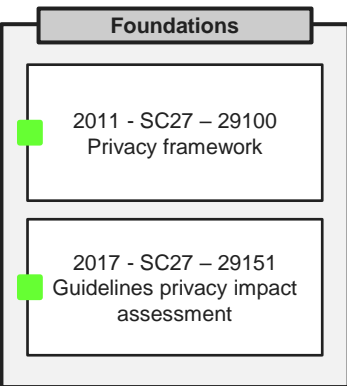 Foundations
2011 - SC27 – 29100
Privacy framework
2017 - SC27 – 29151
Guidelines privacy impact
assessment